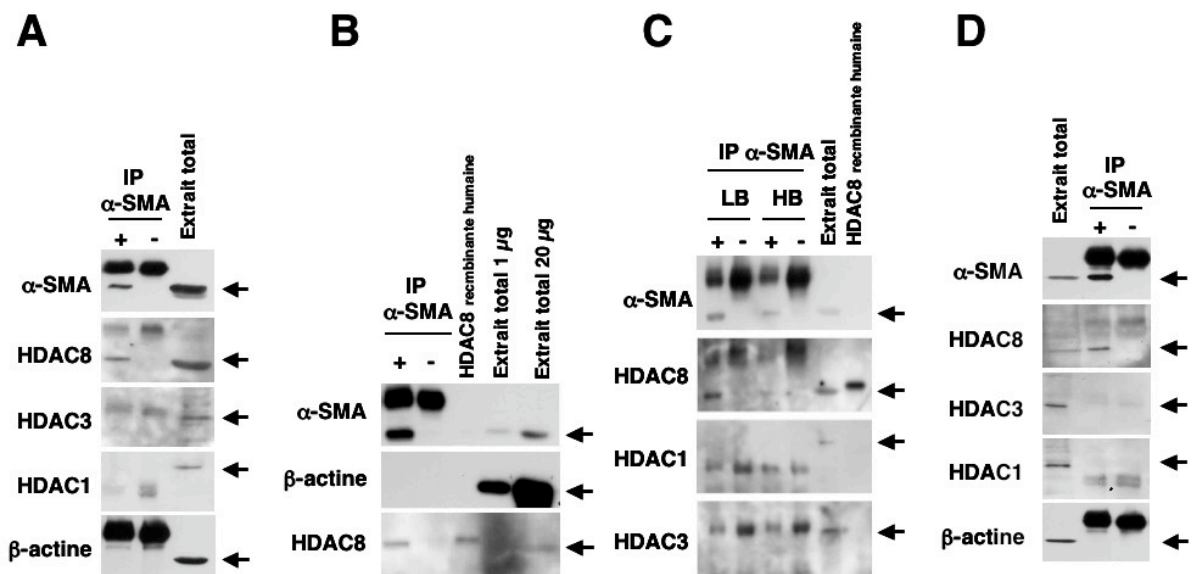 A
IP
α-SMA
Extrait total
+ -
α-SMA
HDAC8
HDAC3
HDAC1
β-actine
B
IP
α-SMA
HDAC8 recmbinante humaine
Extrait total 1 µg
Extrait total 20 µg
+ -
α-SMA
β-actine
HDAC8
C
IP α-SMA
LB HB
Extrait total
HDAC8 recmbinante humaine
+ - + -
α-SMA
HDAC8
HDAC1
HDAC3
D
Extrait total
IP
α-SMA
+ -
α-SMA
HDAC8
HDAC3
HDAC1
β-actine